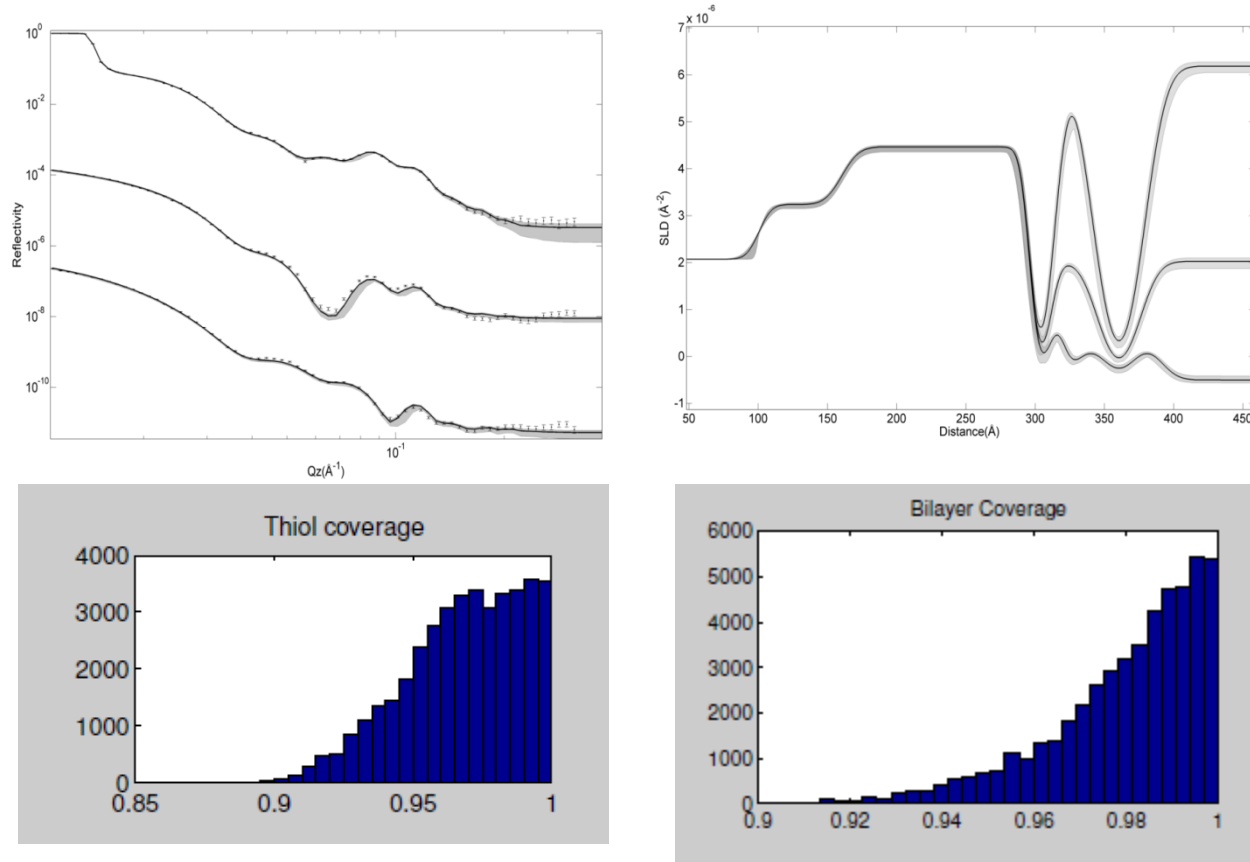 10^0
10^-2
10^-4
10^-6
10^-8
10^-10
Reflectivity
10^-1
Qz(Å^-1)
x 10^-6
7
6
5
4
3
2
1
0
-1
SLD (Å^-2)
50 100 150 200 250 300 350 400 450
Distance(Å)
Thiol coverage
4000
3000
2000
1000
0
0.85 0.9 0.95 1
Bilayer Coverage
6000
5000
4000
3000
2000
1000
0
0.9 0.92 0.94 0.96 0.98 1